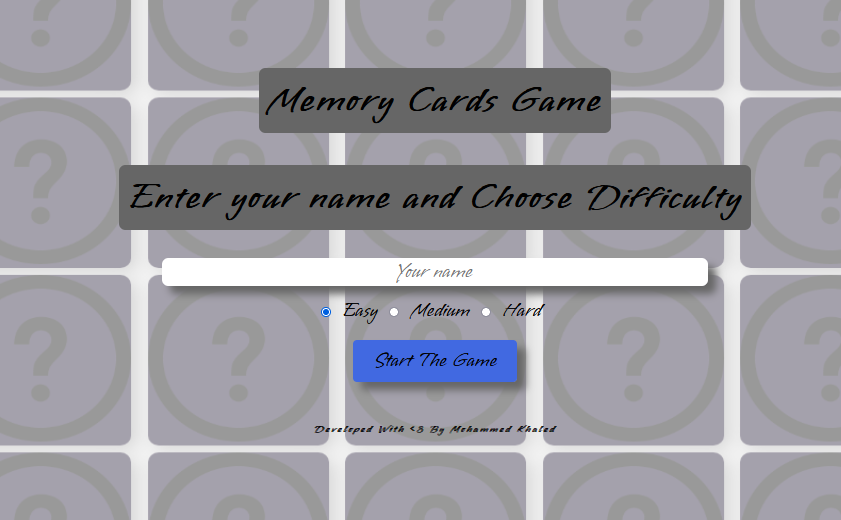 Memory Cards Game
Enter your name and Choose Difficulty
Your name
Easy Medium Hard
Start The Game
Developed With <3 By Mohammed Khaled